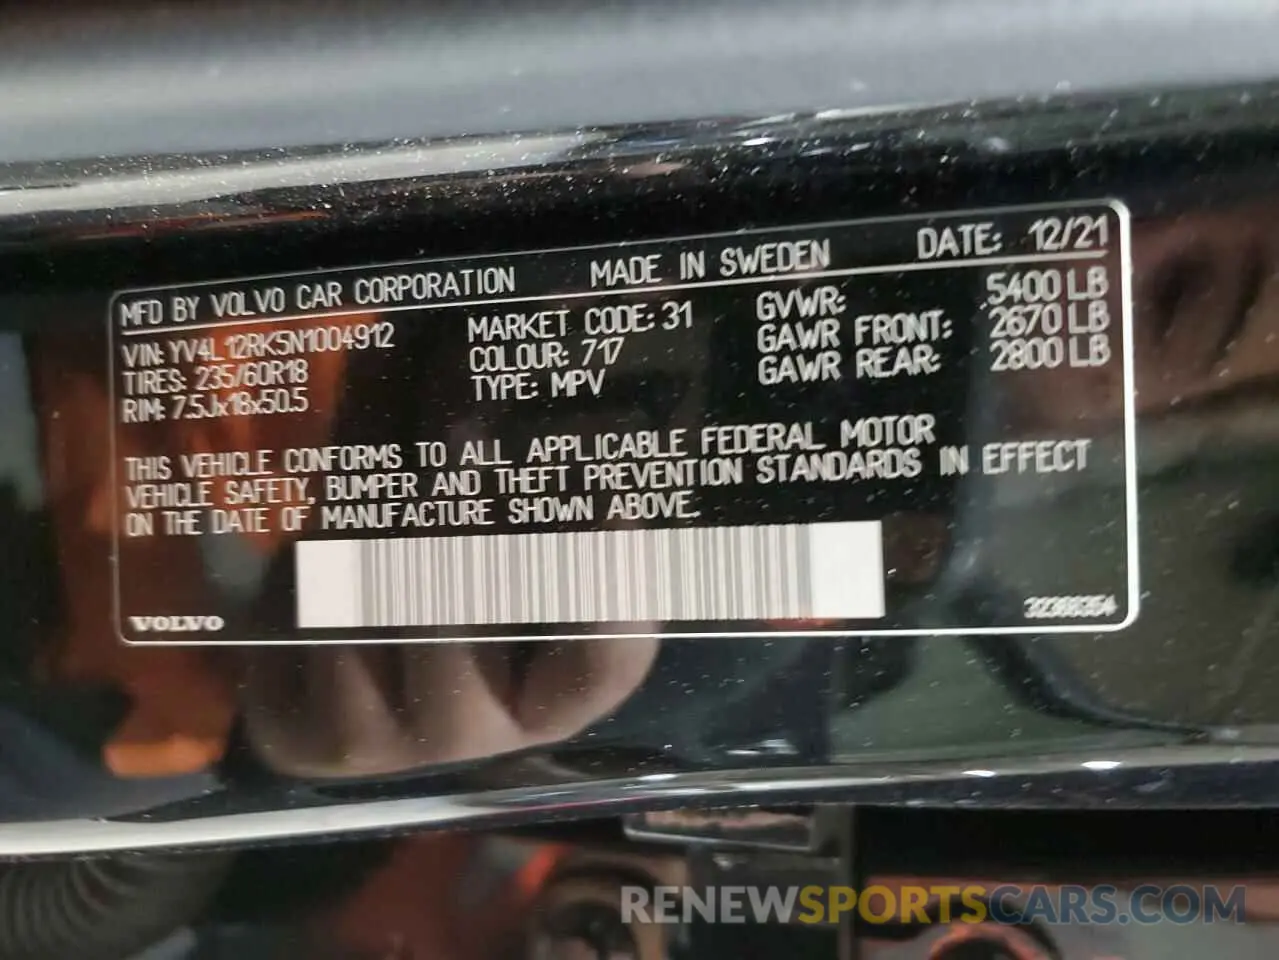 MFD BY VOLVO CAR CORPORATION MADE IN SWEDEN DATE: 12/21
VIN: YV4L12RK5N1004912 MARKET CODE: 31 GVWR: 5400 LB
TIRES: 235/60R18 COLOUR: 717 GAWR FRONT: 2670 LB
RIM: 7.5Jx18x50.5 TYPE: MPV GAWR REAR: 2800 LB
THIS VEHICLE CONFORMS TO ALL APPLICABLE FEDERAL MOTOR
VEHICLE SAFETY, BUMPER AND THEFT PREVENTION STANDARDS IN EFFECT
ON THE DATE OF MANUFACTURE SHOWN ABOVE.
VOLVO
RENEWSPORTSCARS.COM